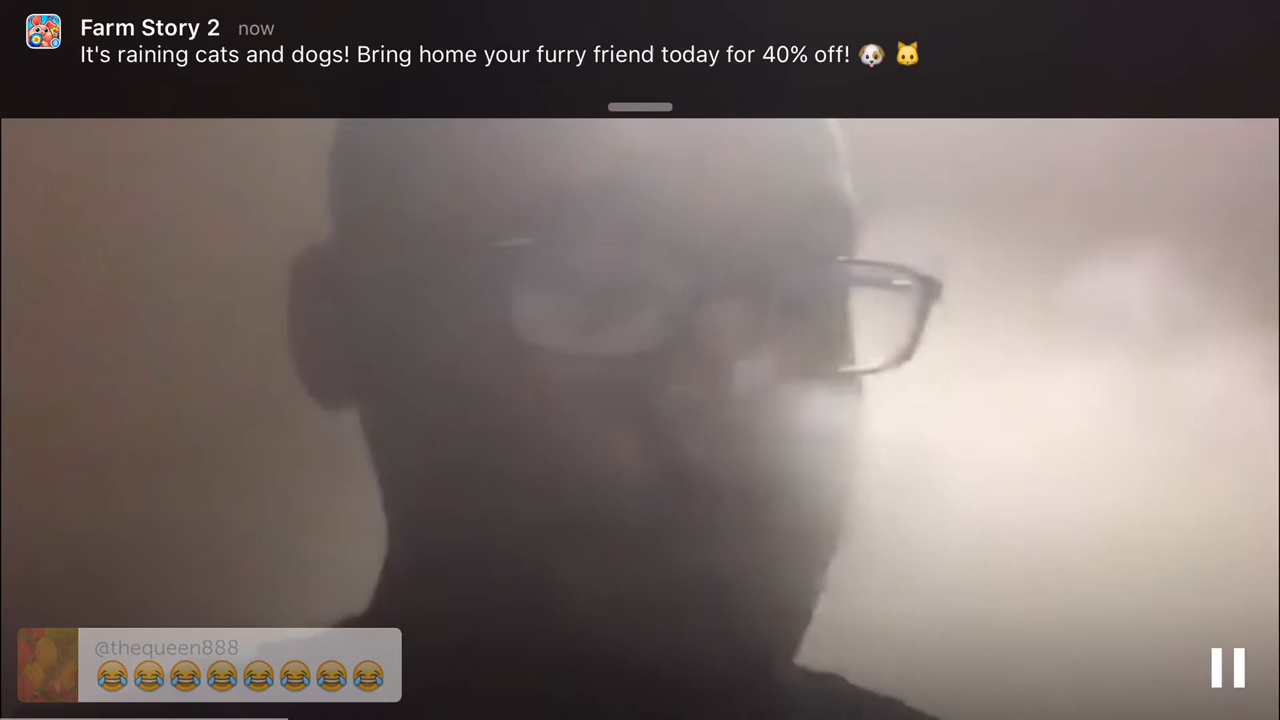 Farm Story 2 now
It's raining cats and dogs! Bring home your furry friend today for 40% off! 🐶 🐱
@thequeen888
😂😂😂😂😂😂😂😂